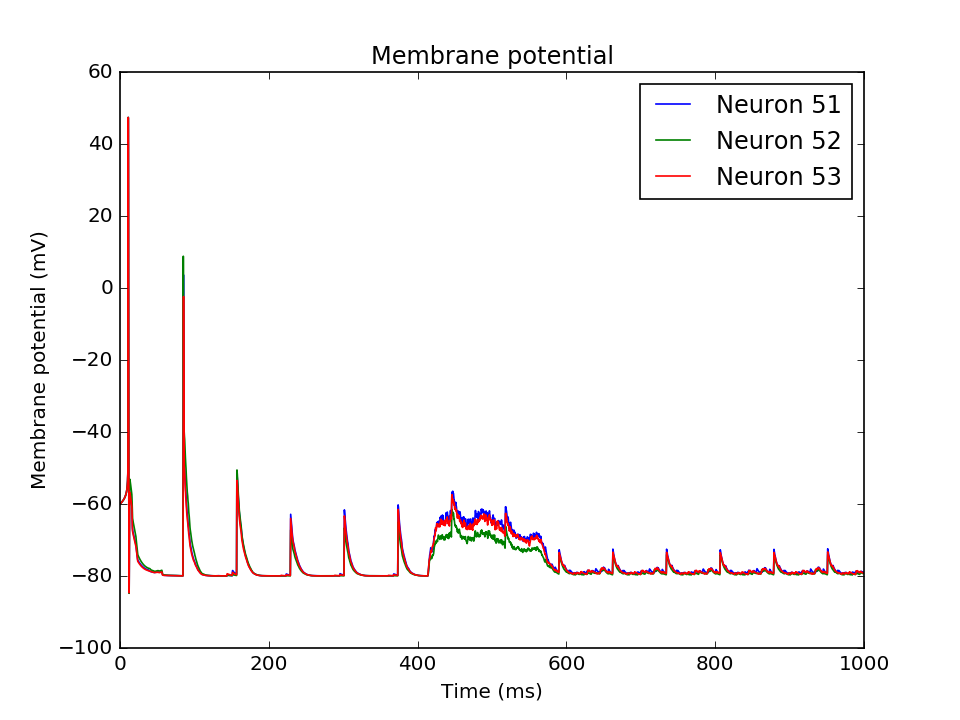 Membrane potential
60
40
20
0
−20
−40
−60
−80
−100
Membrane potential (mV)
Neuron 51
Neuron 52
Neuron 53
0 200 400 600 800 1000
Time (ms)